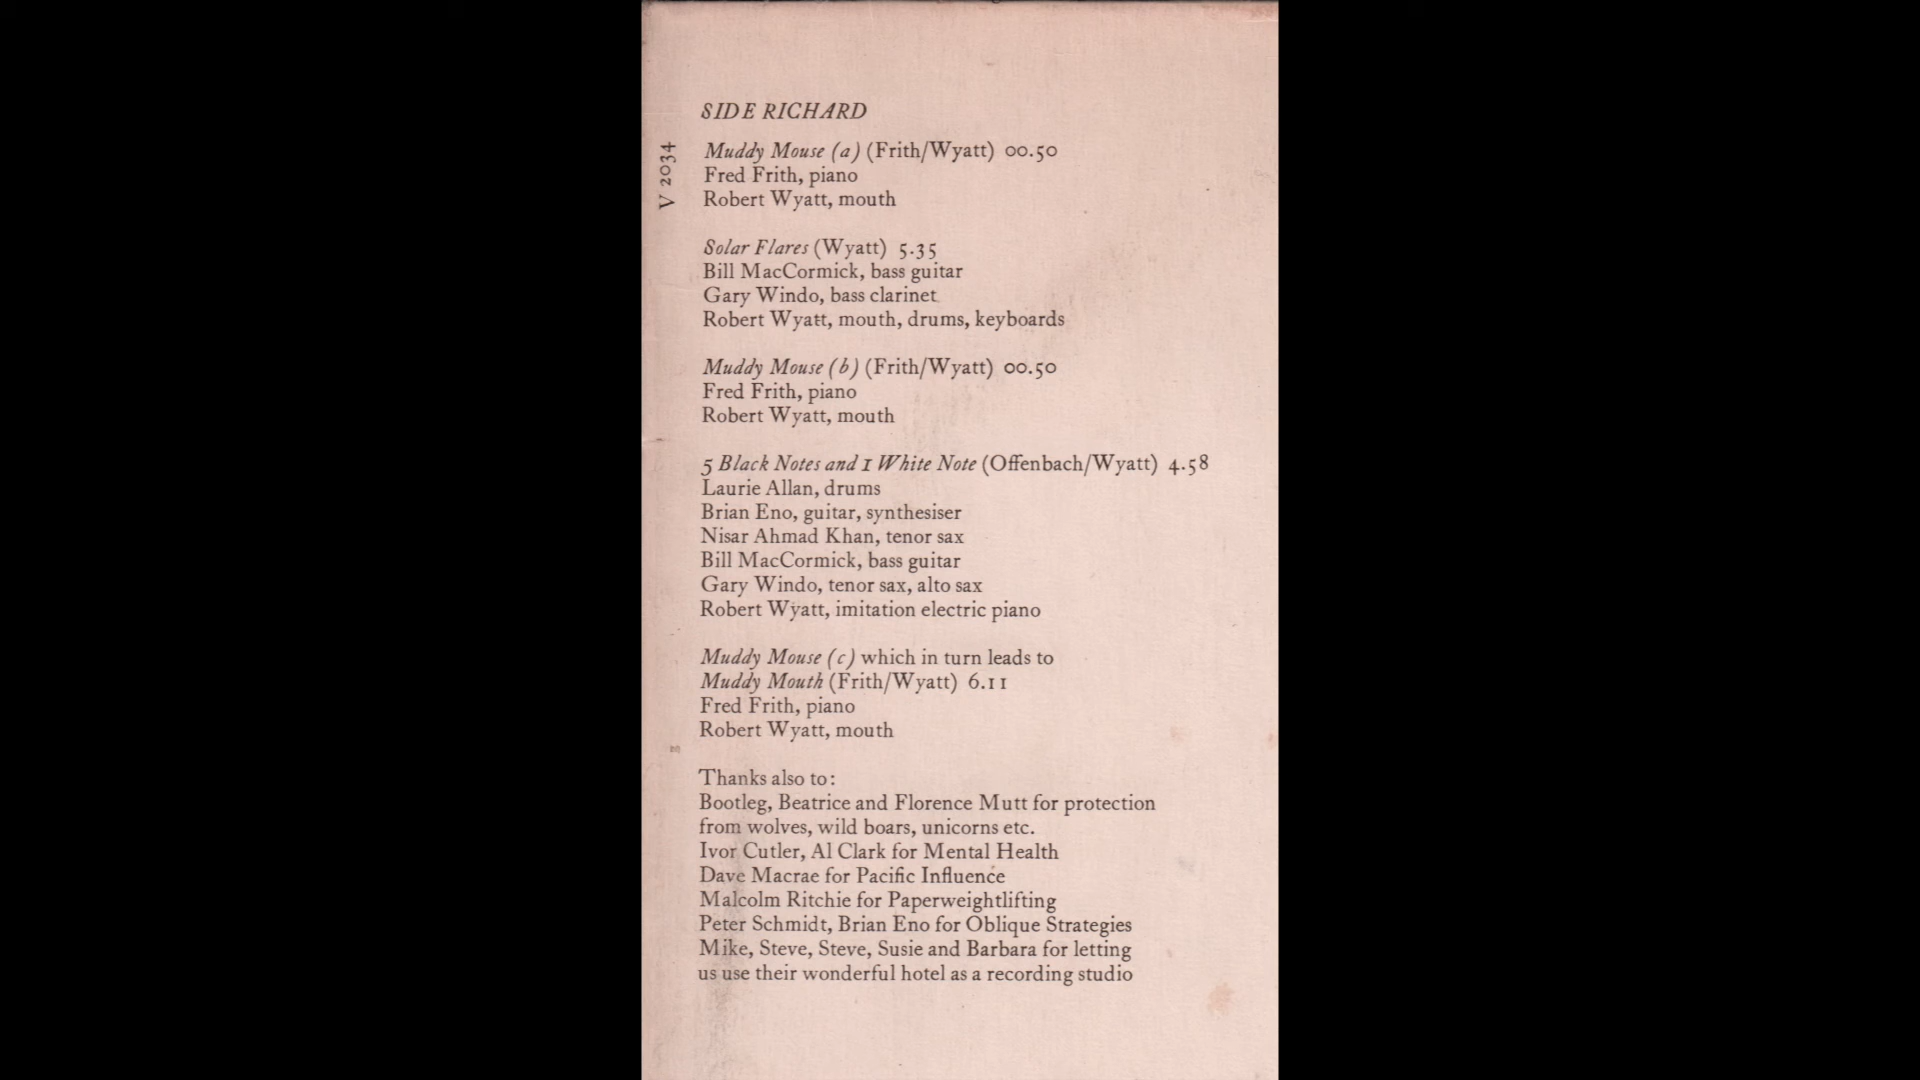 SIDE RICHARD
V 2034
Muddy Mouse (a) (Frith/Wyatt) 00.50
Fred Frith, piano
Robert Wyatt, mouth
Solar Flares (Wyatt) 5.35
Bill MacCormick, bass guitar
Gary Windo, bass clarinet
Robert Wyatt, mouth, drums, keyboards
Muddy Mouse (b) (Frith/Wyatt) 00.50
Fred Frith, piano
Robert Wyatt, mouth
5 Black Notes and 1 White Note (Offenbach/Wyatt) 4.58
Laurie Allan, drums
Brian Eno, guitar, synthesiser
Nisar Ahmad Khan, tenor sax
Bill MacCormick, bass guitar
Gary Windo, tenor sax, alto sax
Robert Wyatt, imitation electric piano
Muddy Mouse (c) which in turn leads to
Muddy Mouth (Frith/Wyatt) 6.11
Fred Frith, piano
Robert Wyatt, mouth
Thanks also to:
Bootleg, Beatrice and Florence Mutt for protection
from wolves, wild boars, unicorns etc.
Ivor Cutler, Al Clark for Mental Health
Dave Macrae for Pacific Influence
Malcolm Ritchie for Paperweightlifting
Peter Schmidt, Brian Eno for Oblique Strategies
Mike, Steve, Steve, Susie and Barbara for letting
us use their wonderful hotel as a recording studio